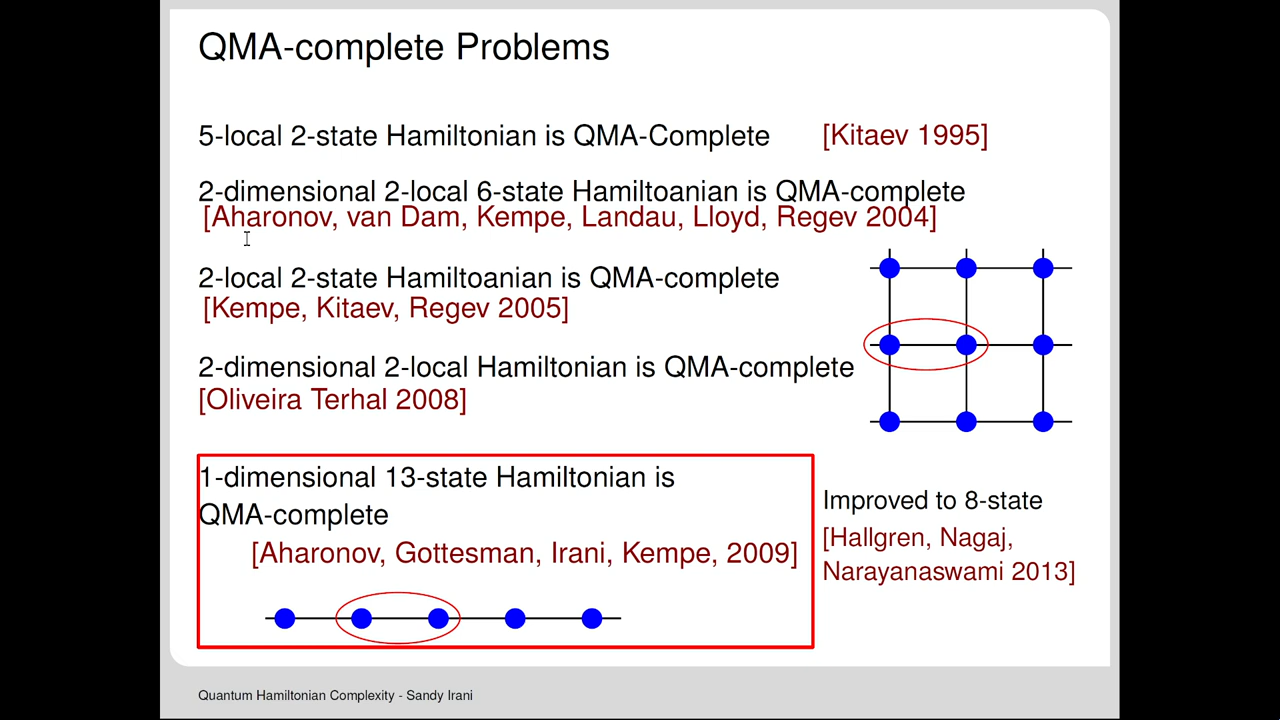 QMA-complete Problems
5-local 2-state Hamiltonian is QMA-Complete [Kitaev 1995]
2-dimensional 2-local 6-state Hamiltoanian is QMA-complete
[Aharonov, van Dam, Kempe, Landau, Lloyd, Regev 2004]
2-local 2-state Hamiltoanian is QMA-complete
[Kempe, Kitaev, Regev 2005]
2-dimensional 2-local Hamiltonian is QMA-complete
[Oliveira Terhal 2008]
1-dimensional 13-state Hamiltonian is
QMA-complete
[Aharonov, Gottesman, Irani, Kempe, 2009]
Improved to 8-state
[Hallgren, Nagaj,
Narayanaswami 2013]
Quantum Hamiltonian Complexity - Sandy Irani